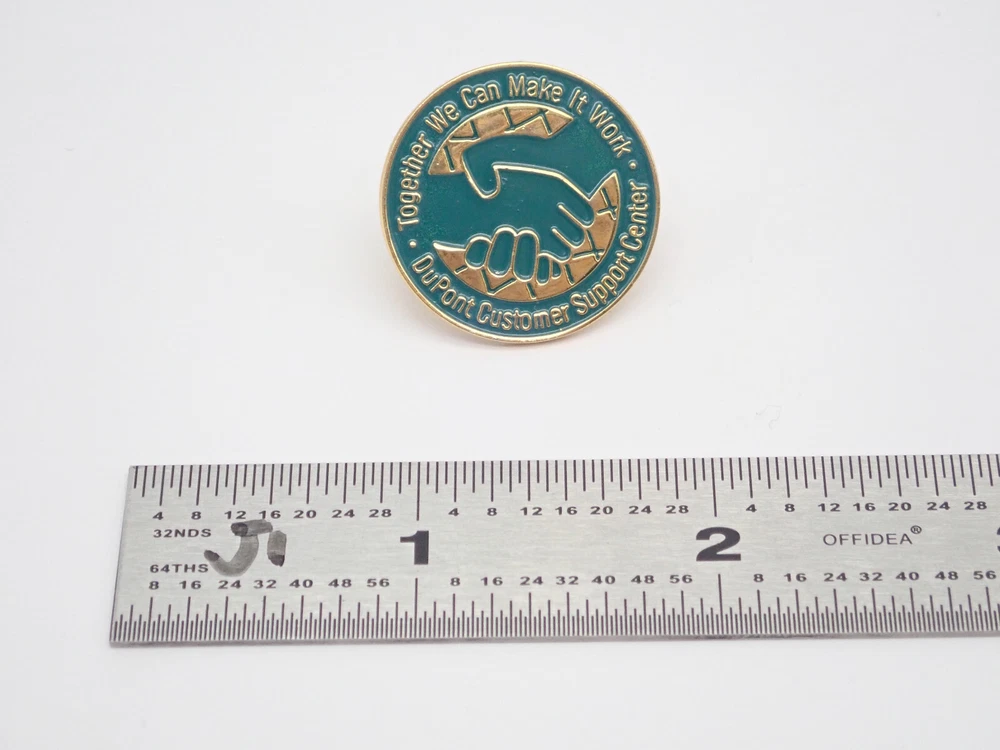 · Together We Can Make It Work ·
DuPont Customer Support Center
4 8 12 16 20 24 28 4 8 12 16 20 24 28 4 8 12 16 20 24 28
32NDS
1 2
OFFIDEA®
64THS
8 16 24 32 40 48 56 8 16 24 32 40 48 56 8 16 24 32 40 48 56